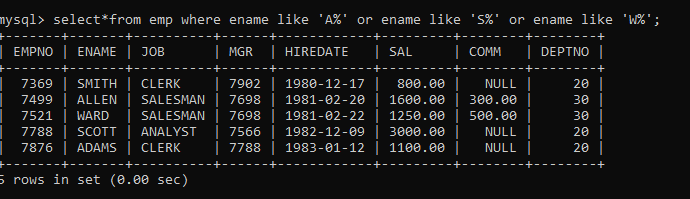 mysql> select*from emp where ename like 'A%' or ename like 'S%' or ename like 'W%';
+-------+-------+----------+------+------------+---------+--------+--------+
| EMPNO | ENAME | JOB      | MGR  | HIREDATE   | SAL     | COMM   | DEPTNO |
+-------+-------+----------+------+------------+---------+--------+--------+
|  7369 | SMITH | CLERK    | 7902 | 1980-12-17 |  800.00 |   NULL |     20 |
|  7499 | ALLEN | SALESMAN | 7698 | 1981-02-20 | 1600.00 | 300.00 |     30 |
|  7521 | WARD  | SALESMAN | 7698 | 1981-02-22 | 1250.00 | 500.00 |     30 |
|  7788 | SCOTT | ANALYST  | 7566 | 1982-12-09 | 3000.00 |   NULL |     20 |
|  7876 | ADAMS | CLERK    | 7788 | 1983-01-12 | 1100.00 |   NULL |     20 |
+-------+-------+----------+------+------------+---------+--------+--------+
5 rows in set (0.00 sec)